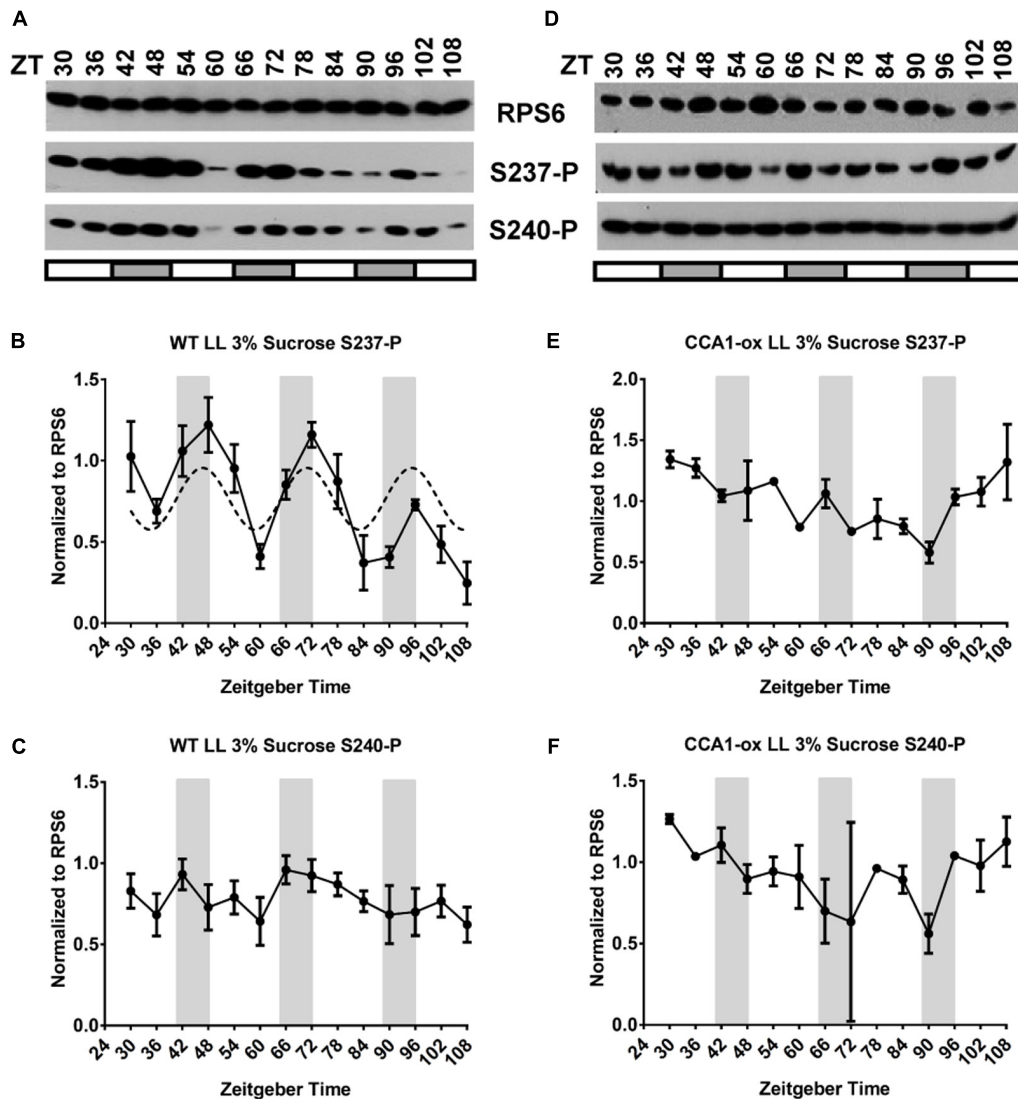 A
ZT 30 36 42 48 54 60 66 72 78 84 90 96 102 108
D
ZT 30 36 42 48 54 60 66 72 78 84 90 96 102 108
RPS6
S237-P
S240-P
B
WT LL 3% Sucrose S237-P
Normalized to RPS6
1.5
1.0
0.5
0.0
24 30 36 42 48 54 60 66 72 78 84 90 96 102 108
Zeitgeber Time
E
CCA1-ox LL 3% Sucrose S237-P
Normalized to RPS6
2.0
1.5
1.0
0.5
0.0
24 30 36 42 48 54 60 66 72 78 84 90 96 102 108
Zeitgeber Time
C
WT LL 3% Sucrose S240-P
Normalized to RPS6
1.5
1.0
0.5
0.0
24 30 36 42 48 54 60 66 72 78 84 90 96 102 108
Zeitgeber Time
F
CCA1-ox LL 3% Sucrose S240-P
Normalized to RPS6
1.5
1.0
0.5
0.0
24 30 36 42 48 54 60 66 72 78 84 90 96 102 108
Zeitgeber Time